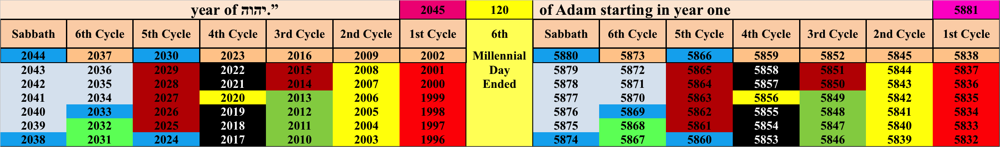 year of יהוה.” 2045 120 of Adam starting in year one 5881
Sabbath 6th Cycle 5th Cycle 4th Cycle 3rd Cycle 2nd Cycle 1st Cycle 6th Sabbath 6th Cycle 5th Cycle 4th Cycle 3rd Cycle 2nd Cycle 1st Cycle
2044 2037 2030 2023 2016 2009 2002 Millennial 5880 5873 5866 5859 5852 5845 5838
2043 2036 2029 2022 2015 2008 2001 Day 5879 5872 5865 5858 5851 5844 5837
2042 2035 2028 2021 2014 2007 2000 Ended 5878 5871 5864 5857 5850 5843 5836
2041 2034 2027 2020 2013 2006 1999 5877 5870 5863 5856 5849 5842 5835
2040 2033 2026 2019 2012 2005 1998 5876 5869 5862 5855 5848 5841 5834
2039 2032 2025 2018 2011 2004 1997 5875 5868 5861 5854 5847 5840 5833
2038 2031 2024 2017 2010 2003 1996 5874 5867 5860 5853 5846 5839 5832